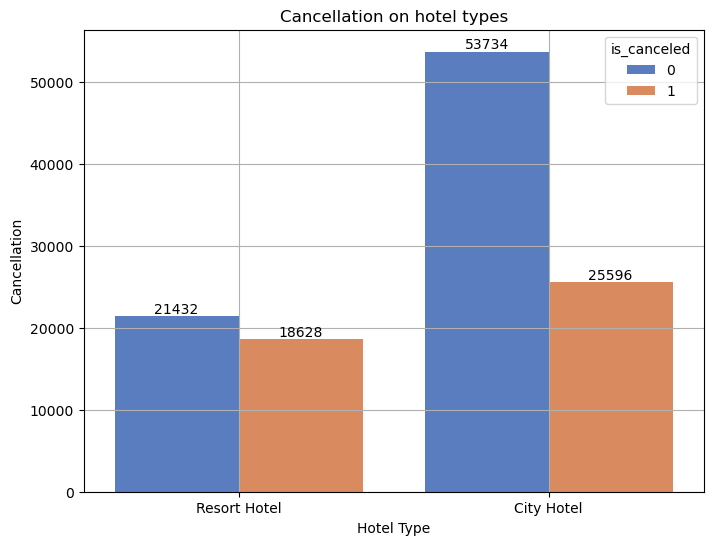 Cancellation on hotel types
is_canceled
0
1
53734
25596
21432
18628
50000
40000
30000
20000
10000
0
Cancellation
Resort Hotel
City Hotel
Hotel Type